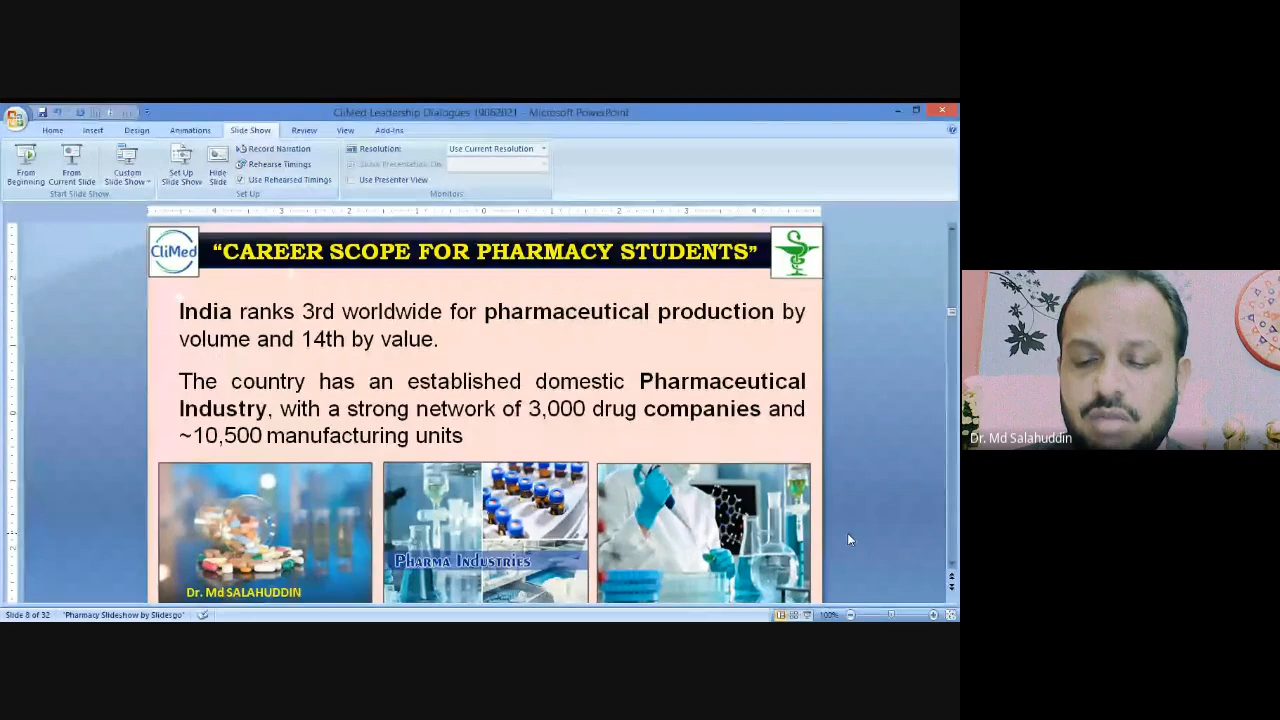 CliMed Leadership Dialogues 19062021 - Microsoft PowerPoint
Home Insert Design Animations Slide Show Review View Add-Ins
From Beginning
From Current Slide
Custom Slide Show
Start Slide Show
Set Up Slide Show
Hide Slide
Record Narration
Rehearse Timings
Use Rehearsed Timings
Set Up
Resolution: Use Current Resolution
Use Presenter View
Monitors
CliMed
“CAREER SCOPE FOR PHARMACY STUDENTS”
India ranks 3rd worldwide for pharmaceutical production by
volume and 14th by value.
The country has an established domestic Pharmaceutical
Industry, with a strong network of 3,000 drug companies and
~10,500 manufacturing units
PHARMA INDUSTRIES
Dr. Md SALAHUDDIN
Dr. Md Salahuddin
Slide 8 of 32 "Pharmacy Slideshow by Slidesgo" 100%